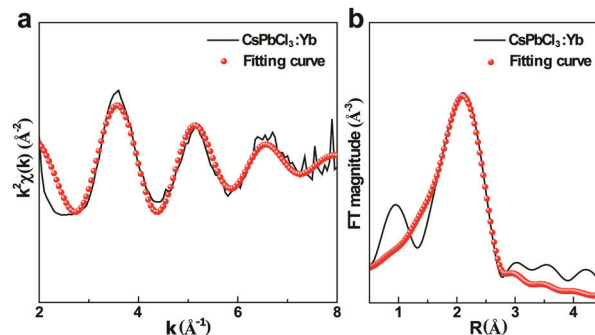 a
CsPbCl₃:Yb
Fitting curve
k²χ(k) (Å⁻²)
2
4
6
8
k (Å⁻¹)
b
CsPbCl₃:Yb
Fitting curve
FT magnitude (Å⁻³)
1
2
3
4
R(Å)